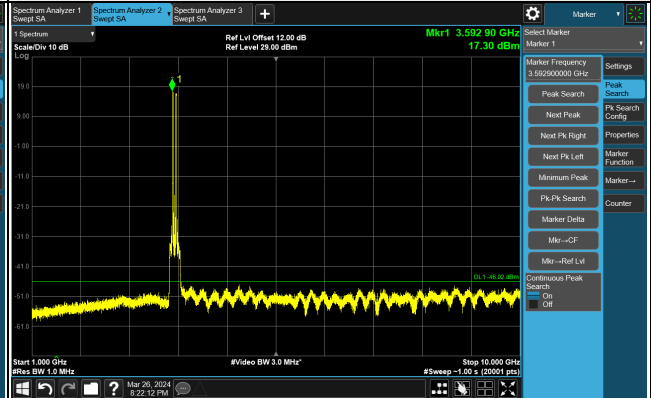 Spectrum Analyzer 1
Swept SA
Spectrum Analyzer 2
Swept SA
Spectrum Analyzer 3
Swept SA
Marker
1 Spectrum
Scale/Div 10 dB
Log
Ref Lvl Offset 12.00 dB
Ref Level 29.00 dBm
Mkr1 3.592 90 GHz
17.30 dBm
Select Marker
Marker 1
19.0
9.00
-1.00
-11.0
-21.0
-31.0
-41.0
-51.0
-61.0
1
DL1 -46.02 dBm
Start 1.000 GHz
#Res BW 1.0 MHz
#Video BW 3.0 MHz*
Stop 10.000 GHz
#Sweep ~1.00 s (20001 pts)
Marker Frequency
3.592900000 GHz
Peak Search
Next Peak
Next Pk Right
Next Pk Left
Minimum Peak
Pk-Pk Search
Marker Delta
Mkr→CF
Mkr→Ref Lvl
Continuous Peak
Search
On
Off
Settings
Peak
Search
Pk Search
Config
Properties
Marker
Function
Marker→
Counter
Mar 26, 2024
8:22:12 PM